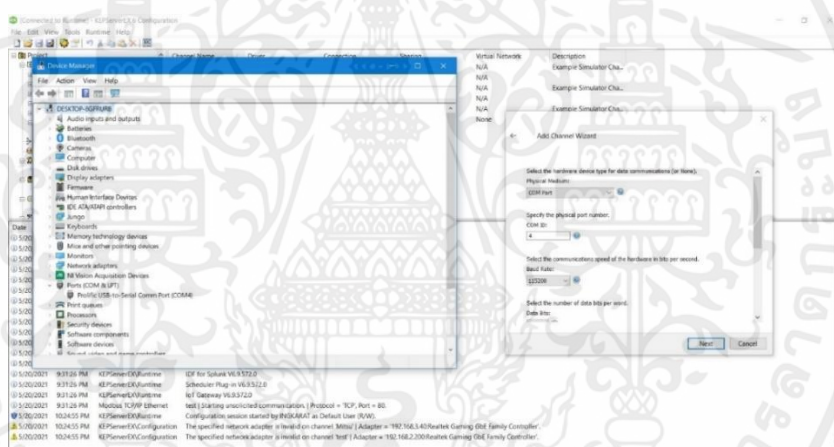 [Connected to Runtime] - KEPServerEX 6 Configuration
File Edit View Tools Runtime Help
Project
Channel Name Driver Connection Sharing Virtual Network Description
N/A Example Simulator Cha...
N/A
N/A Example Simulator Cha...
N/A
N/A Example Simulator Cha...
None
Device Manager
File Action View Help
Audio inputs and outputs
Batteries
Bluetooth
Cameras
Computer
Disk drives
Display adapters
Firmware
Human Interface Devices
IDE ATA/ATAPI controllers
Jungo
Keyboards
Memory technology devices
Mice and other pointing devices
Monitors
Network adapters
NI Vision Acquisition Devices
Ports (COM & LPT)
Prolific USB-to-Serial Comm Port (COM4)
Print queues
Processors
Security devices
Software components
Software devices
Sound, video and game controllers
Add Channel Wizard
Select the hardware device type for data communications (or None).
Physical Medium:
COM Port
Specify the physical port number.
COM ID:
4
Select the communications speed of the hardware in bits per second.
Baud Rate:
115200
Select the number of data bits per word.
Data Bits:
Next Cancel
Date
5/20/2021 9:31:26 PM KEPServerEX\Runtime IDF for Splunk V6.9.572.0
5/20/2021 9:31:26 PM KEPServerEX\Runtime Scheduler Plug-in V6.9.572.0
5/20/2021 9:31:26 PM KEPServerEX\Runtime IoT Gateway V6.9.572.0
5/20/2021 9:31:26 PM Modbus TCP/IP Ethernet test | Starting unsolicited communication. | Protocol = 'TCP', Port = 80.
5/20/2021 10:24:55 PM KEPServerEX\Runtime Configuration session started by INGKARAT as Default User (R/W).
5/20/2021 10:24:55 PM KEPServerEX\Configuration The specified network adapter is invalid on channel 'Mitsu' | Adapter = '192.168.3.40:Realtek Gaming GbE Family Controller'.
5/20/2021 10:24:55 PM KEPServerEX\Configuration The specified network adapter is invalid on channel 'test' | Adapter = '192.168.2.200:Realtek Gaming GbE Family Controller'.